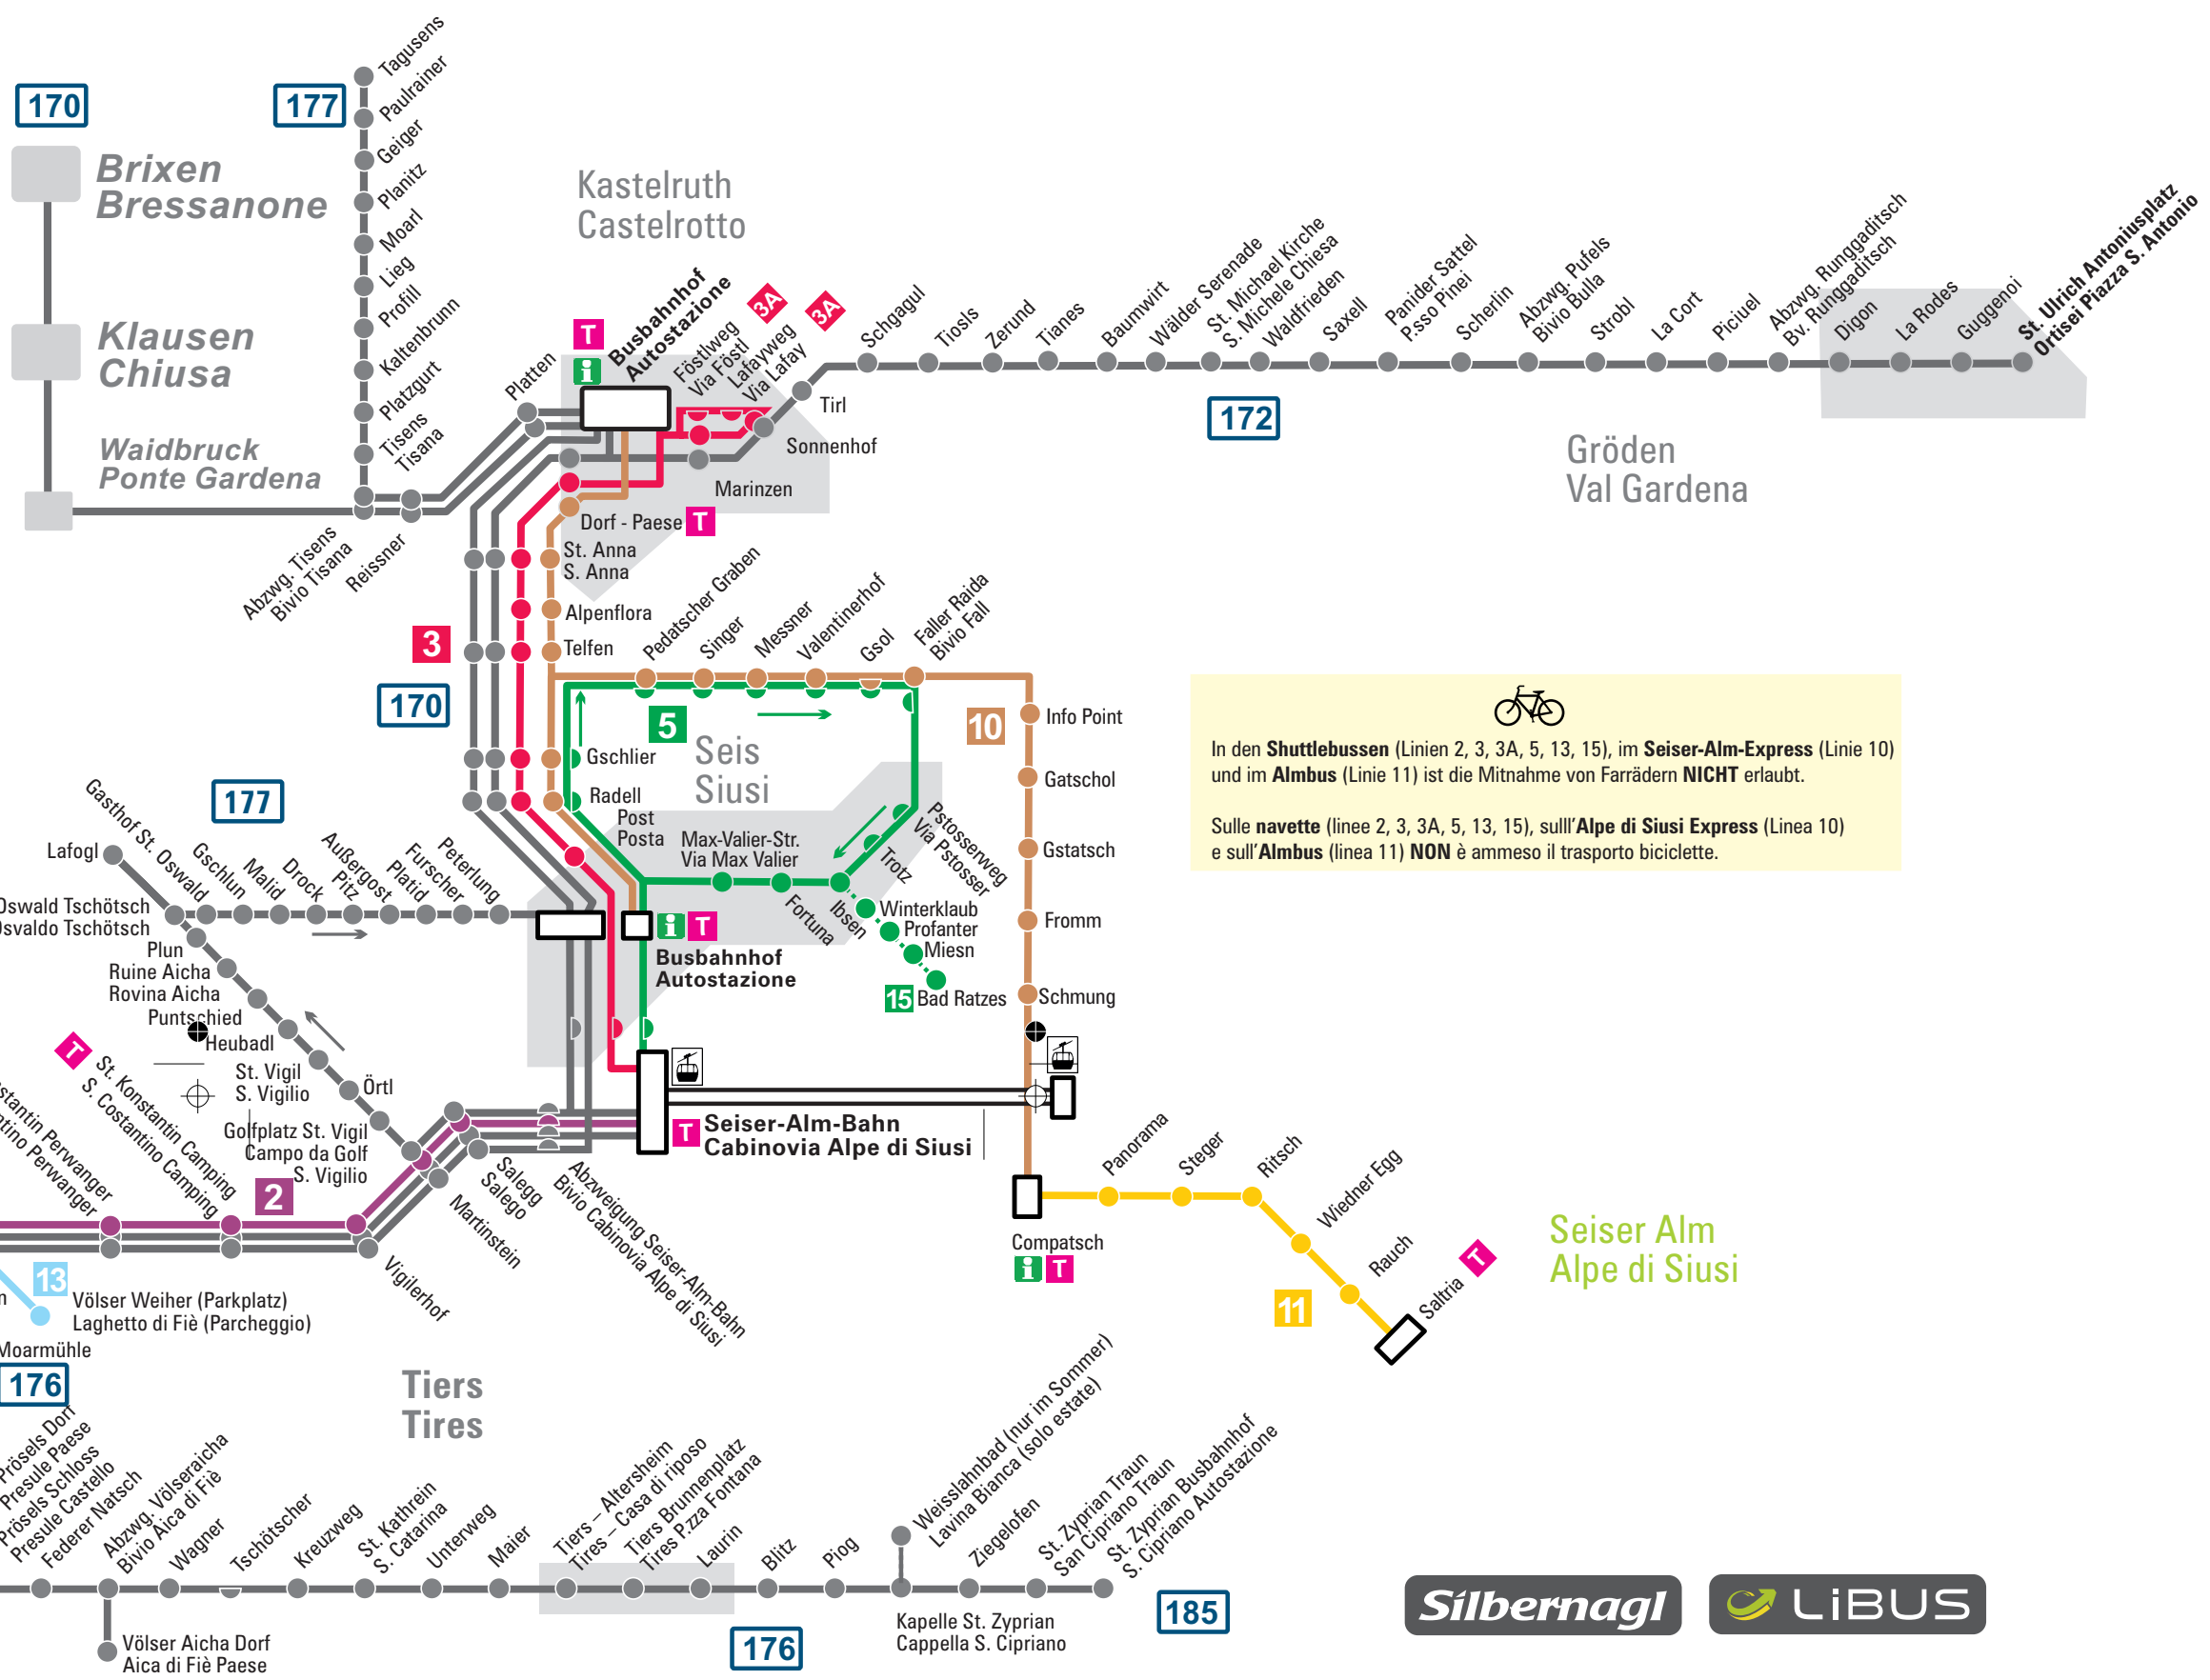 170
177
Tagusens
Paulrainer
Geiger
Planitz
Moarl
Lieg
Profill
Kaltenbrunn
Platzgurt
Tisens
Tisana
Brixen
Bressanone
Klausen
Chiusa
Waidbruck
Ponte Gardena
Abzwg. Tisens
Bivio Tisana
Reissner
Platten
Kastelruth
Castelrotto
T
i
Busbahnhof
Autostazione
Föstlweg
Via Föstl
3A
Lafayweg
Via Lafay
3A
Tirl
Sonnenhof
Marinzen
Schgagul
Tiosls
Zerund
Tianes
Baumwirt
Wälder Serenade
St. Michael Kirche
S. Michele Chiesa
Waldfrieden
Saxell
Panider Sattel
P.sso Pinei
Scherlin
Abzwg. Pufels
Bivio Bulla
Strobl
La Cort
Piciuel
Abzwg. Runggaditsch
Bv. Runggaditsch
Digon
La Rodes
Guggenoi
St. Ulrich Antoniusplatz
Ortisei Piazza S. Antonio
172
Gröden
Val Gardena
Dorf - Paese T
St. Anna
S. Anna
Alpenflora
Telfen
3
170
Pedatscher Graben
Singer
Messner
Valentinerhof
Gsol
Faller Raida
Bivio Fall
5
10
Seis
Siusi
Gschlier
Radell
Post
Posta
Max-Valier-Str.
Via Max Valier
Fortuna
Ibsen
Trotz
Pstosserweg
Via Pstosser
Winterklaub
Profanter
Miesn
15 Bad Ratzes
i T
Busbahnhof
Autostazione
Info Point
Gatschol
Gstatsch
Fromm
Schmung
In den Shuttlebussen (Linien 2, 3, 3A, 5, 13, 15), im Seiser-Alm-Express (Linie 10)
und im Almbus (Linie 11) ist die Mitnahme von Farrädern NICHT erlaubt.
Sulle navette (linee 2, 3, 3A, 5, 13, 15), sulll'Alpe di Siusi Express (Linea 10)
e sull'Almbus (linea 11) NON è ammeso il trasporto biciclette.
177
Lafogl
Gasthof St. Oswald
Gschlun
Malid
Drock
Pitz
Außergost
Platid
Furscher
Peterlung
Oswald Tschötsch
Osvaldo Tschötsch
Plun
Ruine Aicha
Rovina Aicha
Puntschied
Heubadl
St. Vigil
S. Vigilio
Örtl
Golfplatz St. Vigil
Campo da Golf
S. Vigilio
T
St. Konstantin Camping
S. Costantino Camping
Perwanger
Perwanger
2
Salegg
Salego
Martinstein
Vigilerhof
Abzweigung Seiser-Alm-Bahn
Bivio Cabinovia Alpe di Siusi
T Seiser-Alm-Bahn
Cabinovia Alpe di Siusi
Compatsch
i T
Panorama
Steger
Ritsch
Wiedner Egg
Rauch
Saltria
T
11
Seiser Alm
Alpe di Siusi
13
Völser Weiher (Parkplatz)
Laghetto di Fiè (Parcheggio)
Moarmühle
176
Tiers
Tires
Prösels Dorf
Presule Paese
Prösels Schloss
Presule Castello
Federer Natsch
Abzwg. Völseraicha
Bivio Aica di Fiè
Wagner
Tschötscher
Kreuzweg
St. Kathrein
S. Catarina
Unterweg
Maier
Tiers – Altersheim
Tires – Casa di riposo
Tiers Brunnenplatz
Tires P.zza Fontana
Laurin
Blitz
Piog
Weisslahnbad (nur im Sommer)
Lavina Bianca (solo estate)
Ziegelofen
St. Zyprian Traun
San Cipriano Traun
St. Zyprian Busbahnhof
S. Cipriano Autostazione
Kapelle St. Zyprian
Cappella S. Cipriano
Völser Aicha Dorf
Aica di Fiè Paese
176
185
Silbernagl
LiBUS